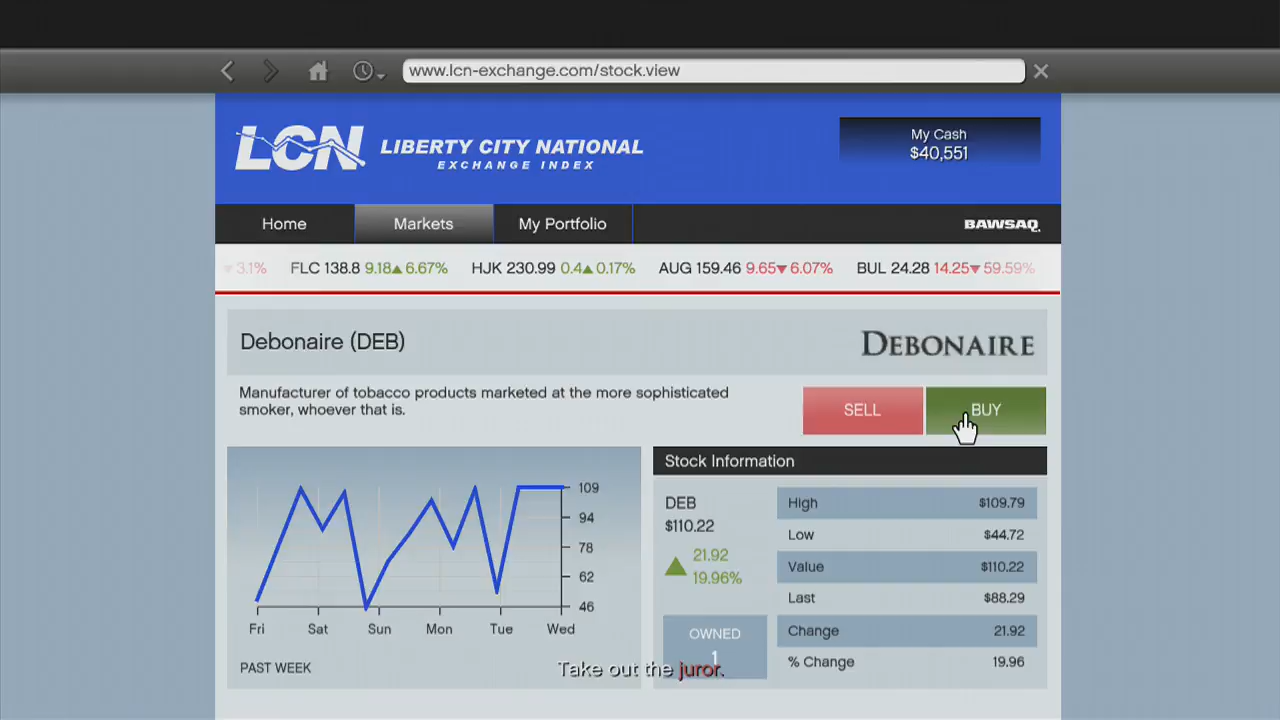 www.lcn-exchange.com/stock.view
LCN LIBERTY CITY NATIONAL
EXCHANGE INDEX
My Cash
$40,551
Home Markets My Portfolio BAWSAQ
3.1% FLC 138.8 9.18▲ 6.67% HJK 230.99 0.4▲ 0.17% AUG 159.46 9.65▼ 6.07% BUL 24.28 14.25▼ 59.59%
Debonaire (DEB) DEBONAIRE
Manufacturer of tobacco products marketed at the more sophisticated
smoker, whoever that is.
SELL BUY
109
94
78
62
46
Fri Sat Sun Mon Tue Wed
PAST WEEK
Stock Information
DEB
$110.22
21.92
19.96%
OWNED
1
High $109.79
Low $44.72
Value $110.22
Last $88.29
Change 21.92
% Change 19.96
Take out the juror.